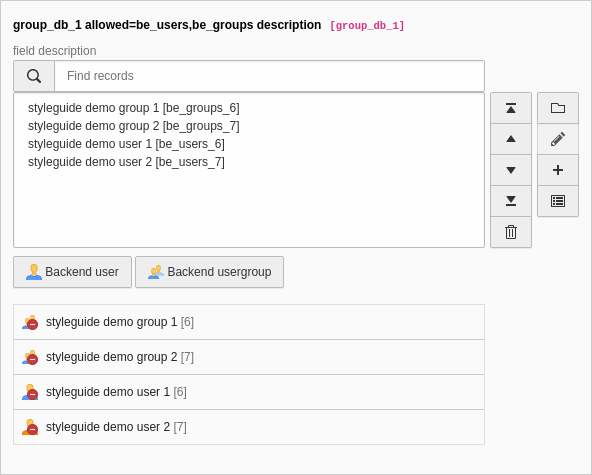 group_db_1 allowed=be_users,be_groups description [group_db_1]
field description
Find records
styleguide demo group 1 [be_groups_6]
styleguide demo group 2 [be_groups_7]
styleguide demo user 1 [be_users_6]
styleguide demo user 2 [be_users_7]
Backend user Backend usergroup
styleguide demo group 1 [6]
styleguide demo group 2 [7]
styleguide demo user 1 [6]
styleguide demo user 2 [7]